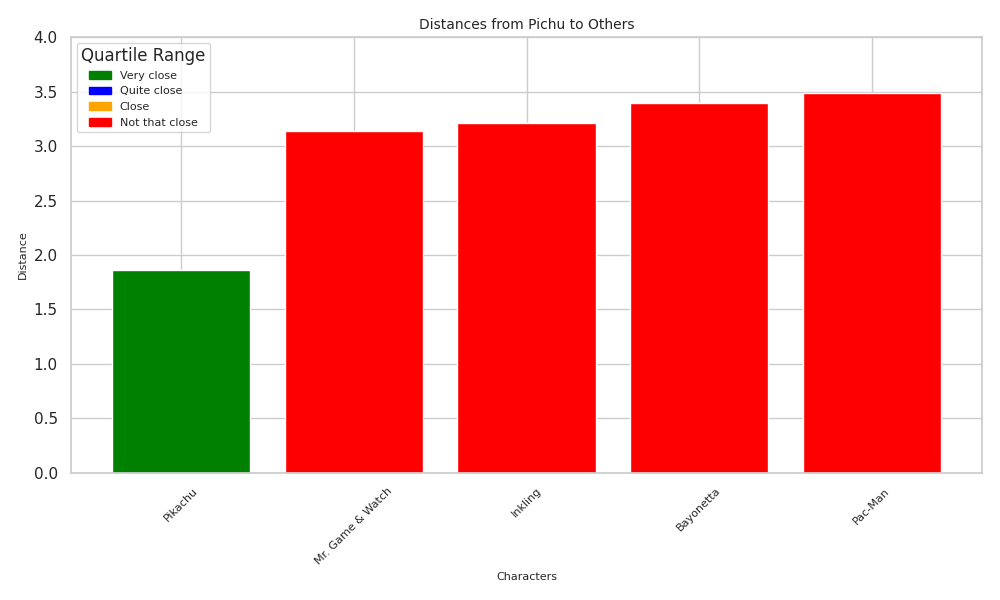 Distances from Pichu to Others
4.0
3.5
3.0
2.5
2.0
1.5
1.0
0.5
0.0
Distance
Quartile Range
Very close
Quite close
Close
Not that close
Pikachu
Mr. Game & Watch
Inkling
Bayonetta
Pac-Man
Characters